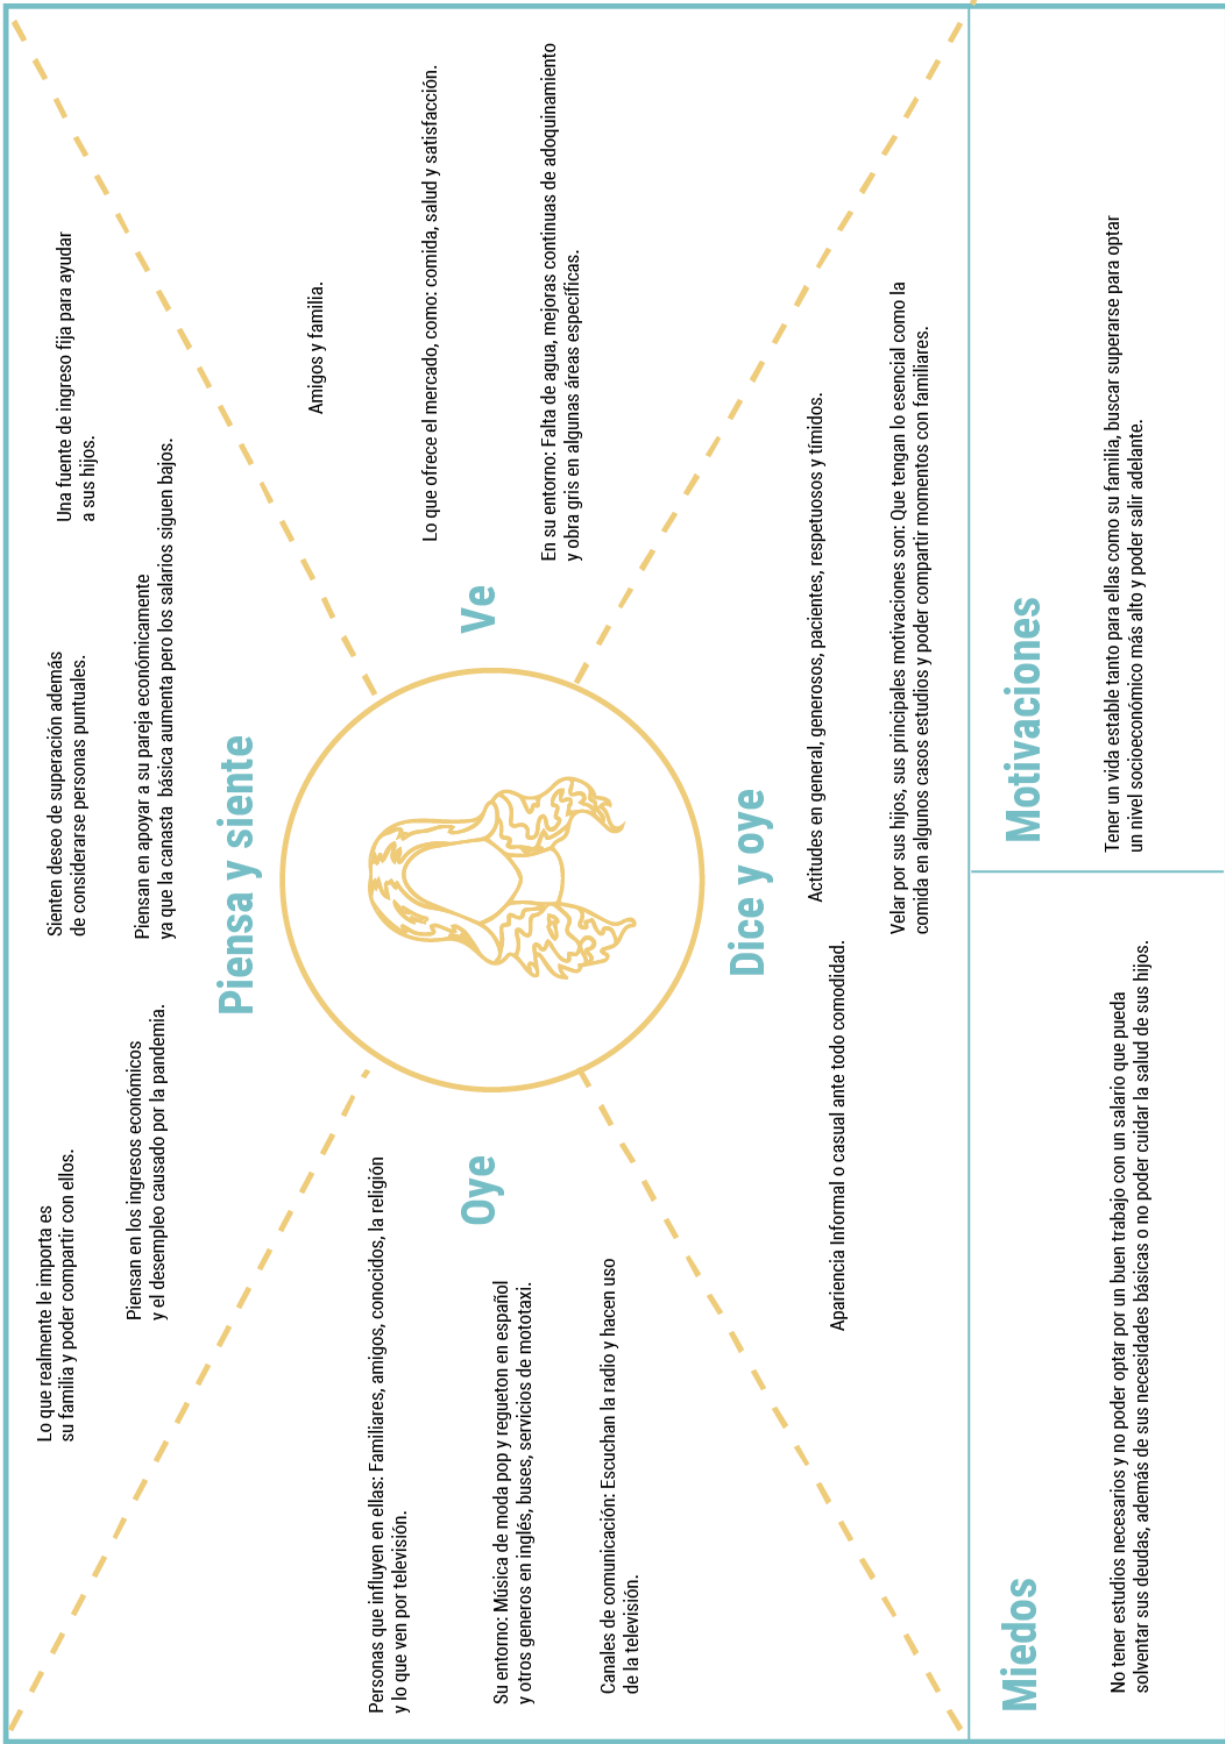 Lo que realmente le importa es
su familia y poder compartir con ellos.
Piensan en los ingresos económicos
y el desempleo causado por la pandemia.
Sienten deseo de superación además
de considerarse personas puntuales.
Piensan en apoyar a su pareja económicamente
ya que la canasta básica aumenta pero los salarios siguen bajos.
Una fuente de ingreso fija para ayudar
a sus hijos.
Piensa y siente
Personas que influyen en ellas: Familiares, amigos, conocidos, la religión
y lo que ven por televisión.
Oye
Su entorno: Música de moda pop y regueton en español
y otros generos en inglés, buses, servicios de mototaxi.
Canales de comunicación: Escuchan la radio y hacen uso
de la televisión.
Amigos y familia.
Lo que ofrece el mercado, como: comida, salud y satisfacción.
Ve
En su entorno: Falta de agua, mejoras continuas de adoquinamiento
y obra gris en algunas áreas específicas.
Dice y oye
Actitudes en general, generosos, pacientes, respetuosos y tímidos.
Apariencia Informal o casual ante todo comodidad.
Velar por sus hijos, sus principales motivaciones son: Que tengan lo esencial como la
comida en algunos casos estudios y poder compartir momentos con familiares.
Miedos
No tener estudios necesarios y no poder optar por un buen trabajo con un salario que pueda
solventar sus deudas, además de sus necesidades básicas o no poder cuidar la salud de sus hijos.
Motivaciones
Tener un vida estable tanto para ellas como su familia, buscar superarse para optar
un nivel socioeconómico más alto y poder salir adelante.